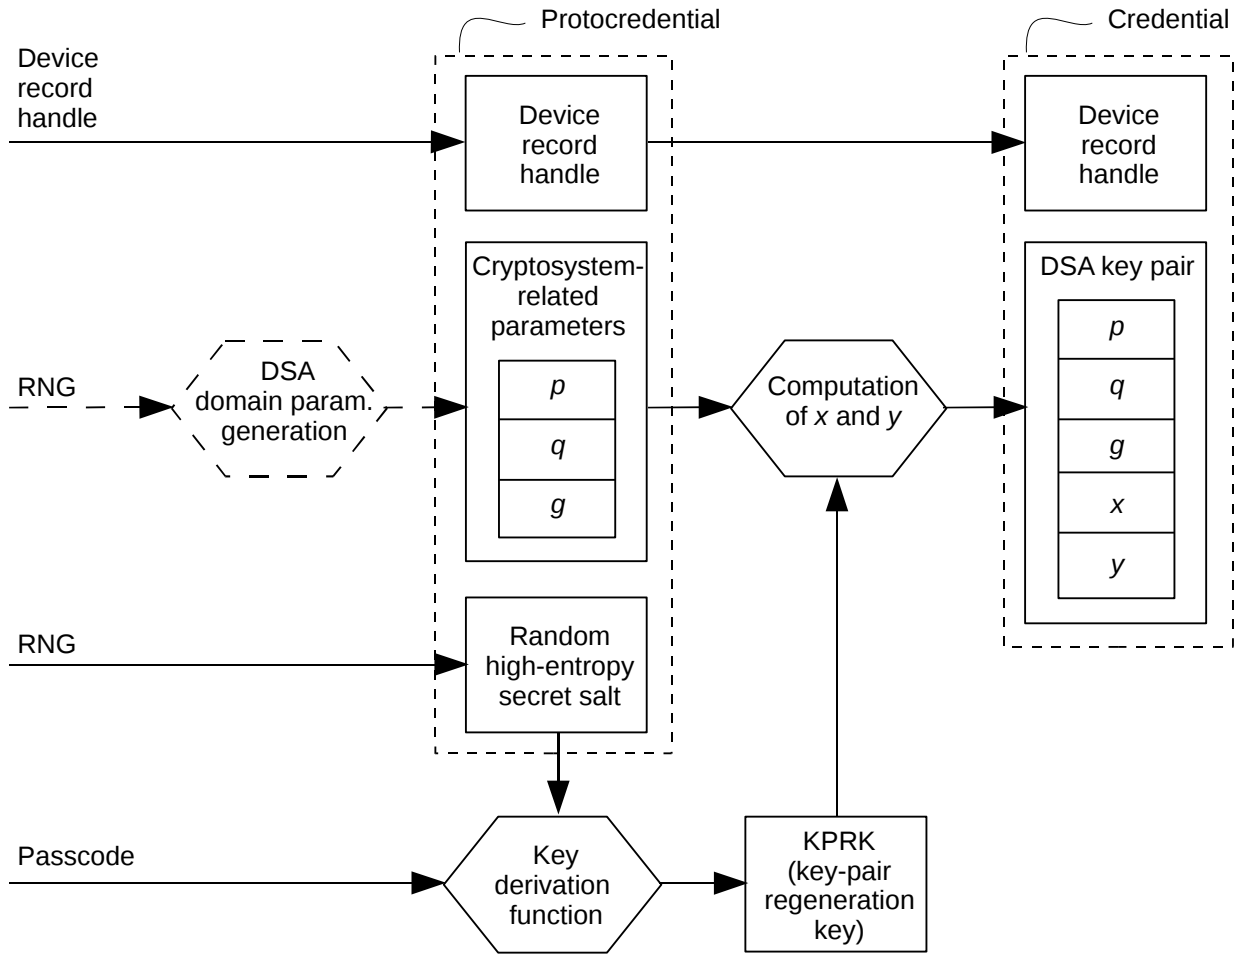 Protocredential
Credential
Device
record
handle
Device
record
handle
Device
record
handle
Cryptosystem-
related
parameters
p
q
g
DSA key pair
p
q
g
x
y
RNG
DSA
domain param.
generation
Computation
of x and y
RNG
Random
high-entropy
secret salt
Passcode
Key
derivation
function
KPRK
(key-pair
regeneration
key)